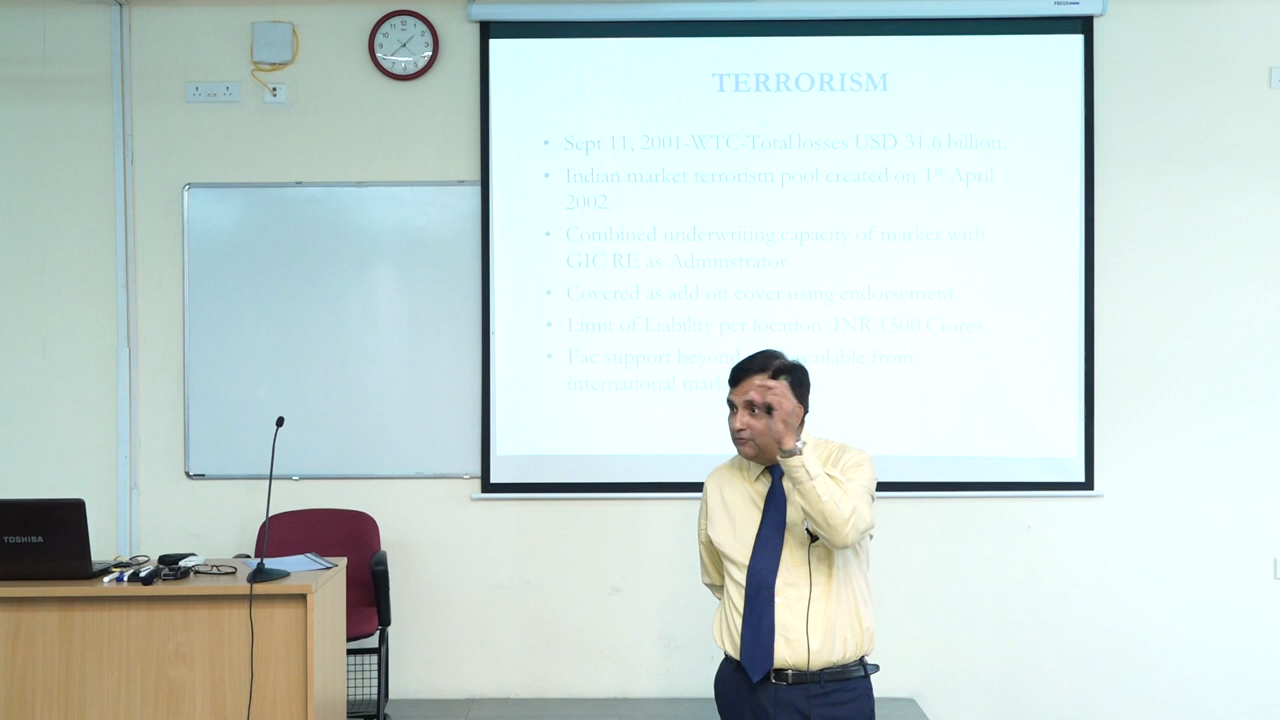 TERRORISM
• Sept 11, 2001-WTC-Total losses USD 31.6 billion.
• Indian market terrorism pool created on 1st April
2002.
• Combined underwriting capacity of market with
GIC RE as Adminstrator.
• Covered as add on cover using endorsement.
• Limit of Liability per location :INR 1500 Crores.
• Fac support beyond available from
international
TOSHIBA